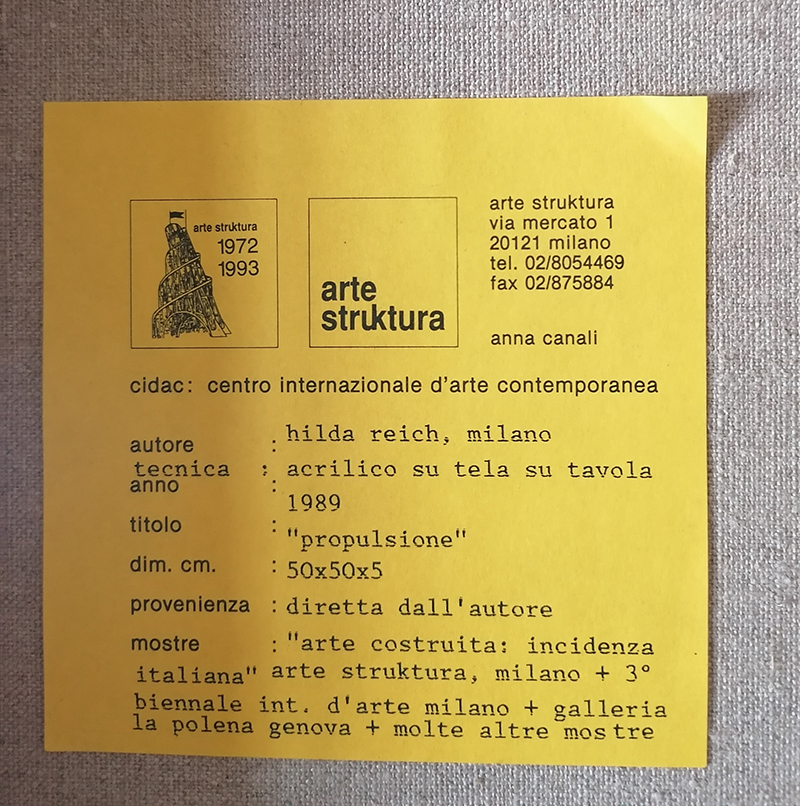 arte struktura
1972
1993
arte
struktura
arte struktura
via mercato 1
20121 milano
tel. 02/8054469
fax 02/875884
anna canali
cidac: centro internazionale d'arte contemporanea
autore : hilda reich, milano
tecnica : acrilico su tela su tavola
anno : 1989
titolo : "propulsione"
dim. cm. : 50x50x5
provenienza : diretta dall'autore
mostre : "arte costruita: incidenza
italiana" arte struktura, milano + 3°
biennale int. d'arte milano + galleria
la polena genova + molte altre mostre